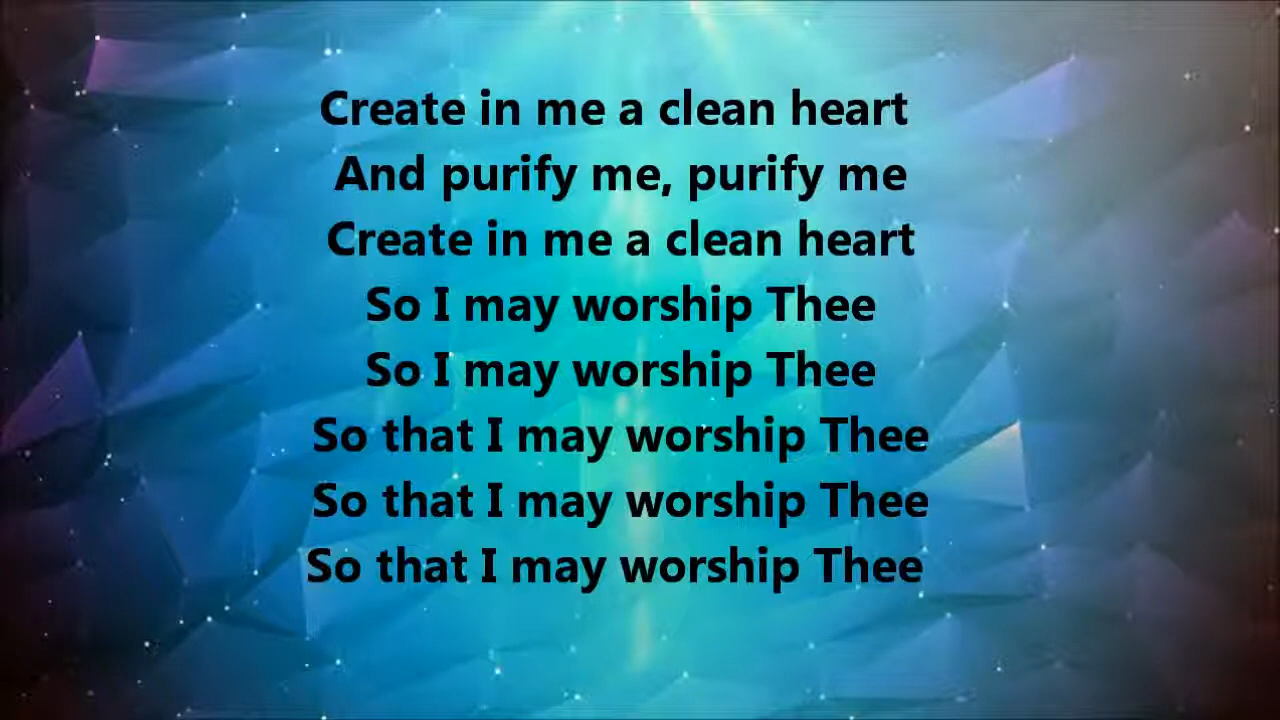 Create in me a clean heart
And purify me, purify me
Create in me a clean heart
So I may worship Thee
So I may worship Thee
So that I may worship Thee
So that I may worship Thee
So that I may worship Thee